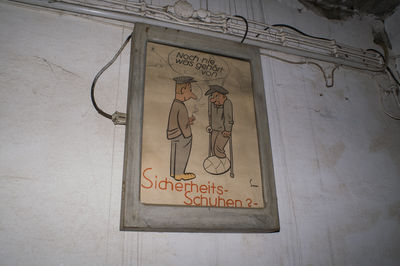 Noch nie
was gehört
von
Sicherheits-
Schuhen ?-